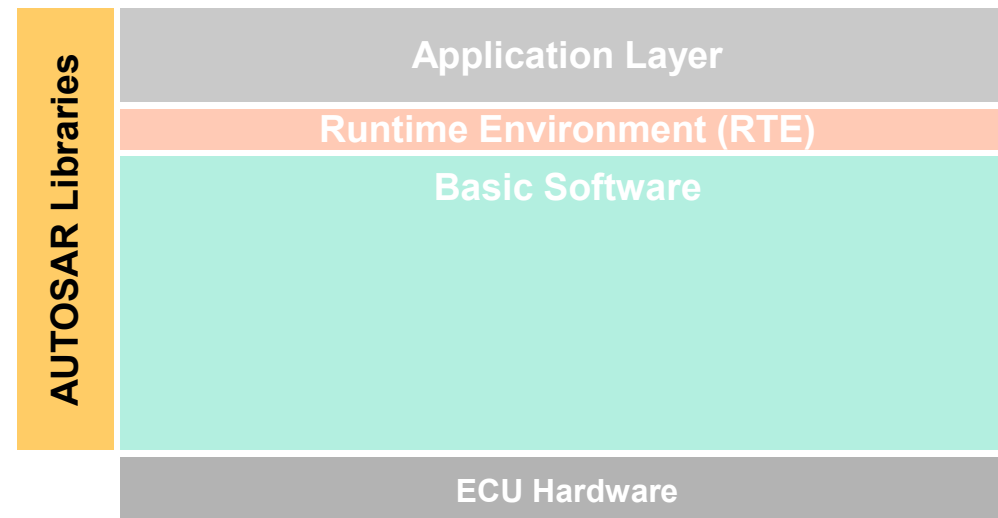 AUTOSAR Libraries
Application Layer
Runtime Environment (RTE)
Basic Software
ECU Hardware